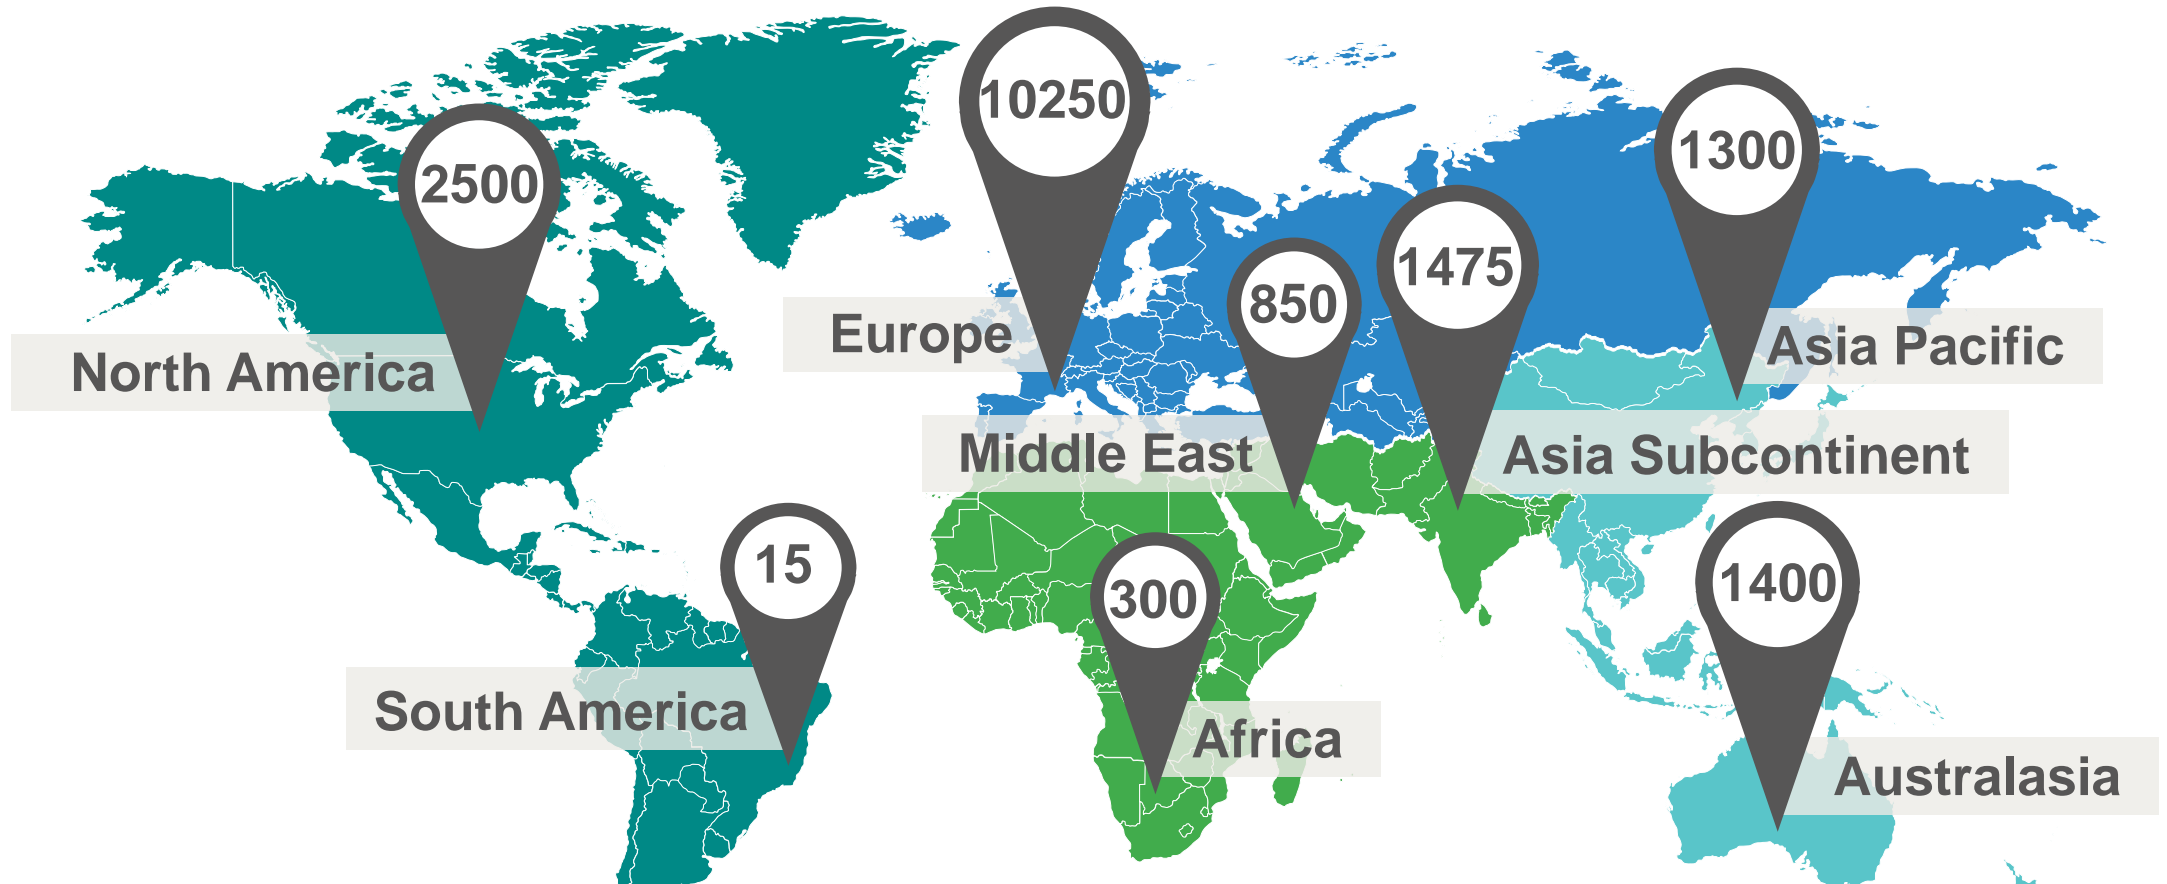 10250
1300
2500
1475
850
Europe
Asia Pacific
North America
Middle East
Asia Subcontinent
15
300
1400
South America
Africa
Australasia